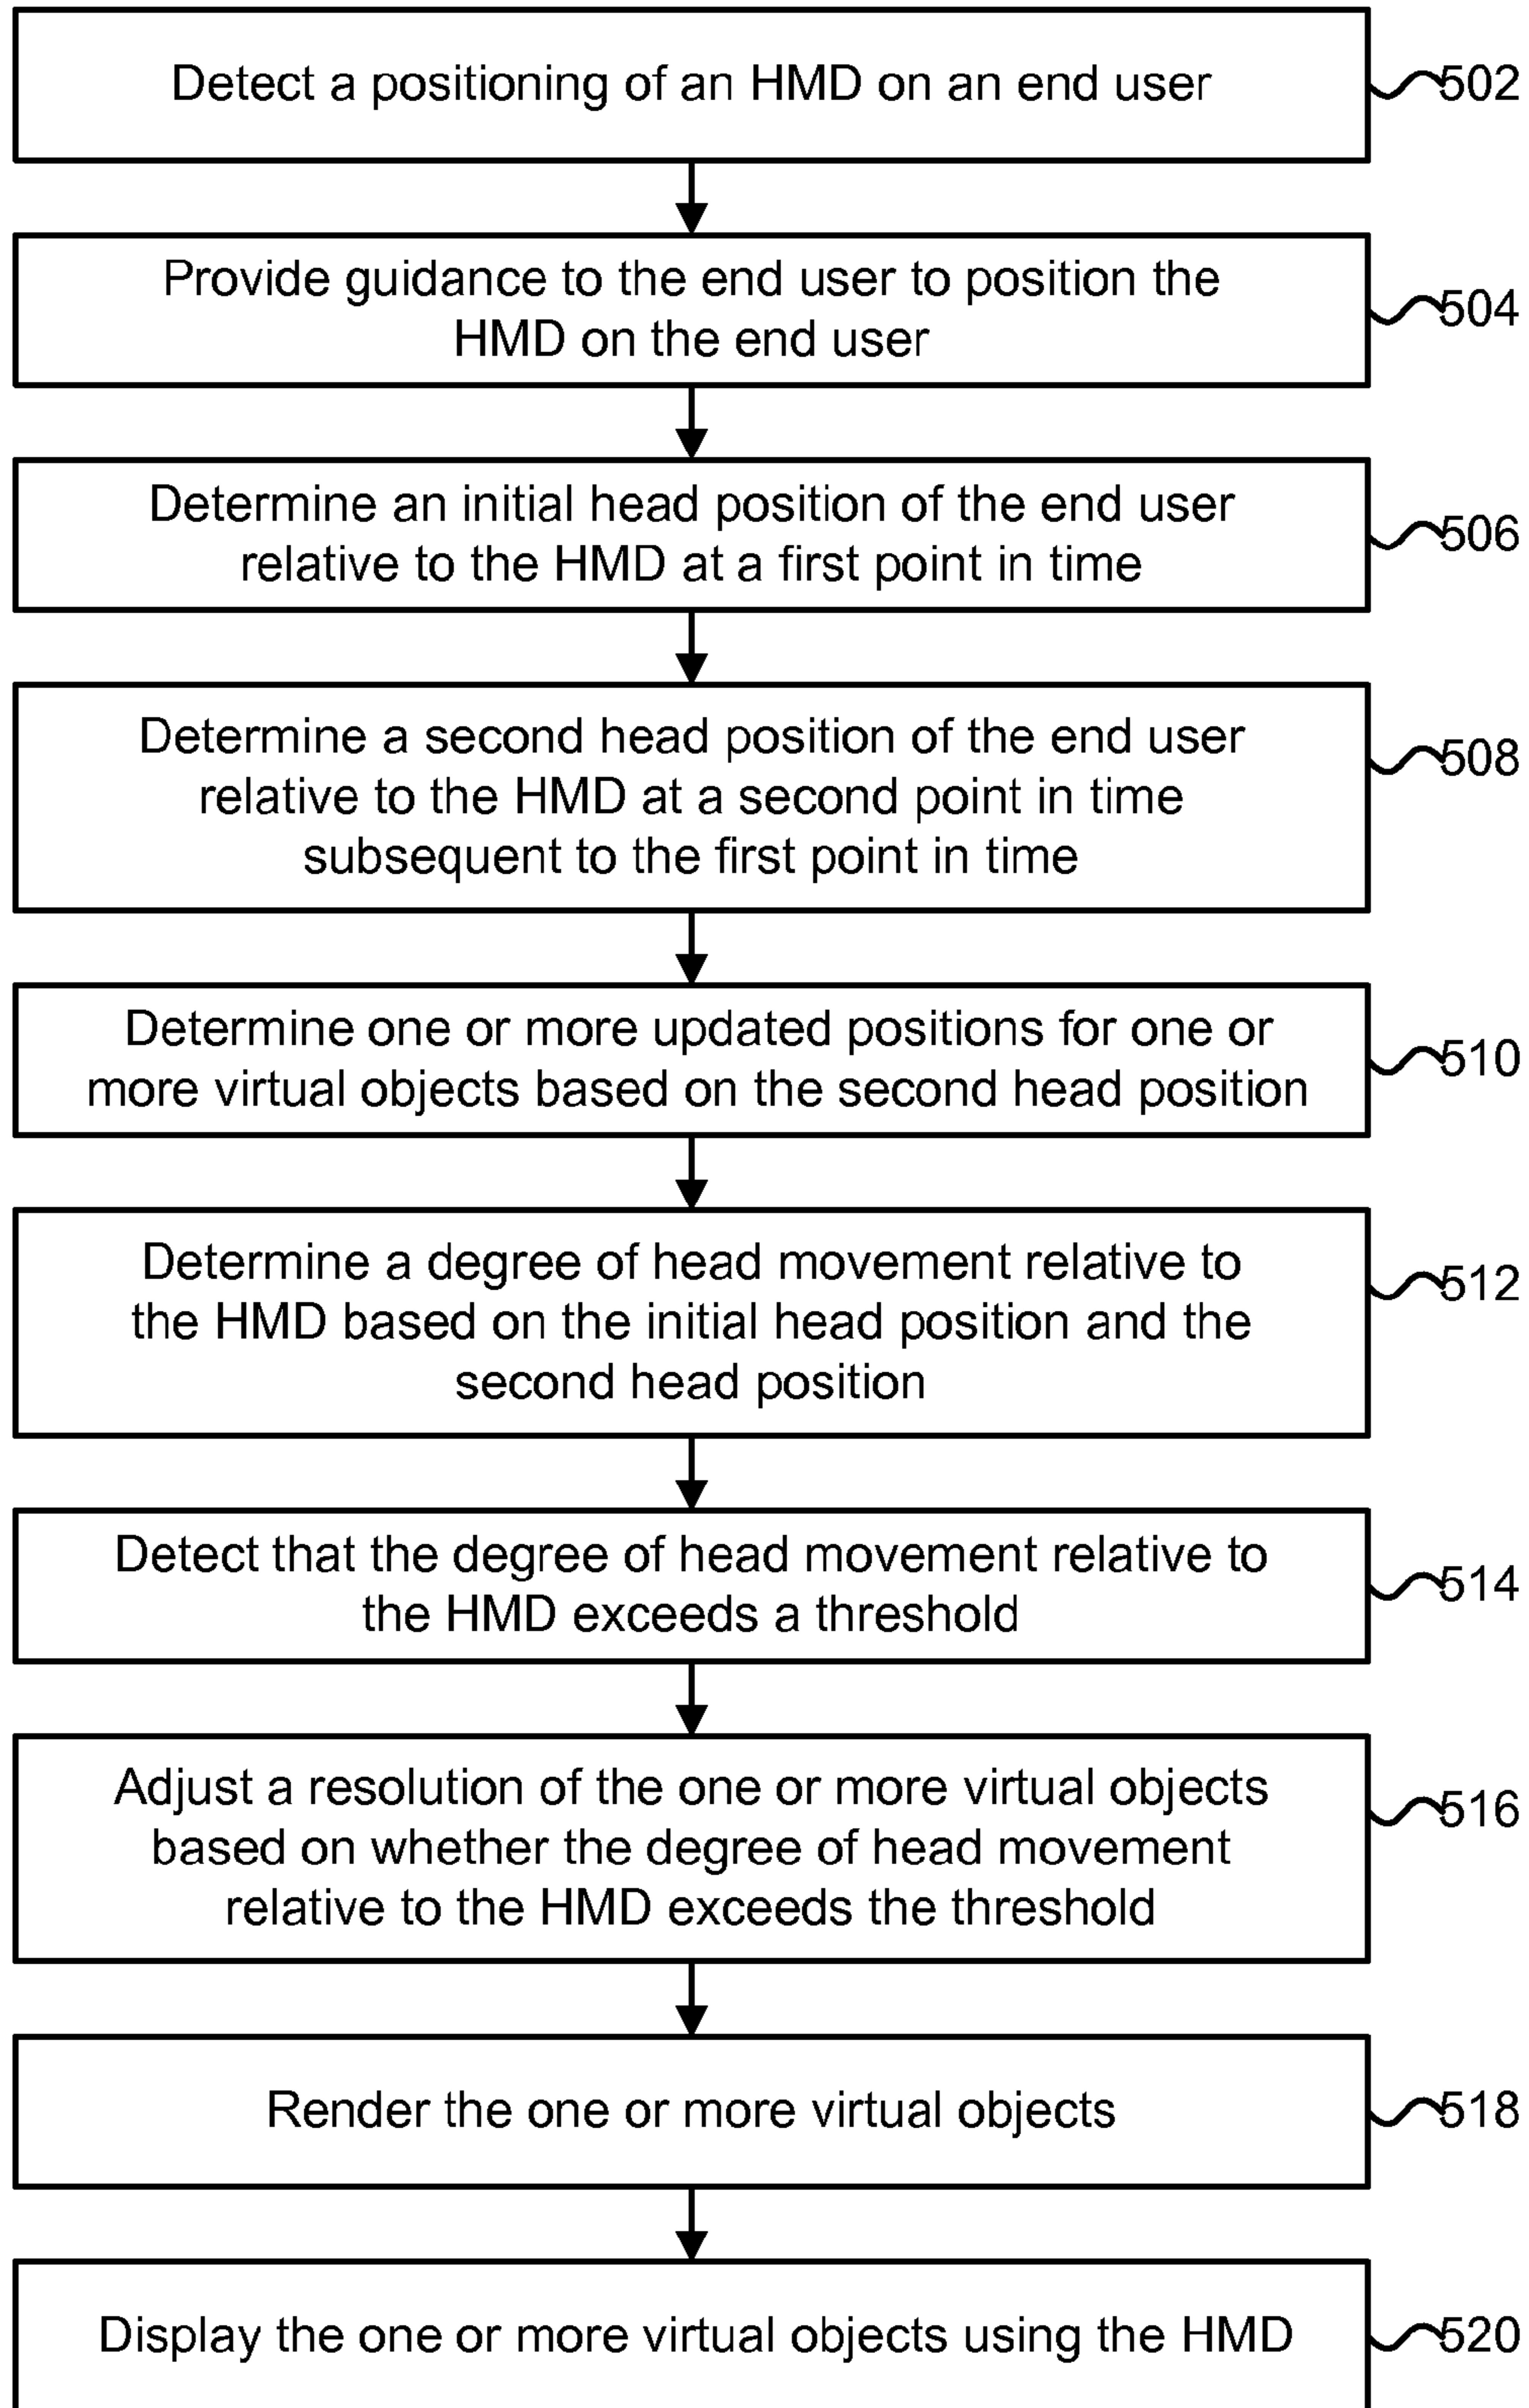 Detect a positioning of an HMD on an end user
502
Provide guidance to the end user to position the
HMD on the end user
504
Determine an initial head position of the end user
relative to the HMD at a first point in time
506
Determine a second head position of the end user
relative to the HMD at a second point in time
subsequent to the first point in time
508
Determine one or more updated positions for one or
more virtual objects based on the second head position
510
Determine a degree of head movement relative to
the HMD based on the initial head position and the
second head position
512
Detect that the degree of head movement relative to
the HMD exceeds a threshold
514
Adjust a resolution of the one or more virtual objects
based on whether the degree of head movement
relative to the HMD exceeds the threshold
516
Render the one or more virtual objects
518
Display the one or more virtual objects using the HMD
520